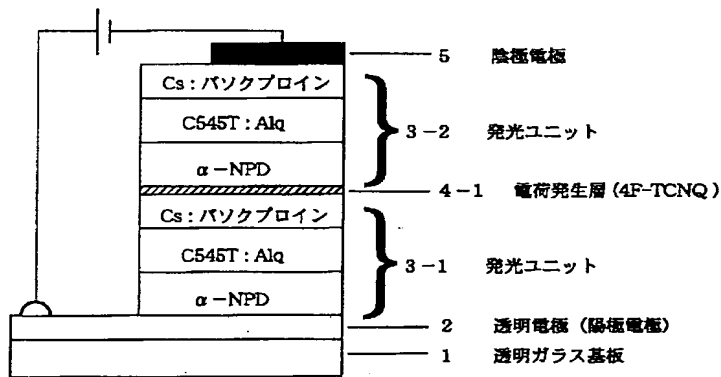 5 陰極電極
Cs：バソクプロイン
C545T：Alq
3－2 発光ユニット
α－NPD
4－1 電荷発生層（4F-TCNQ）
Cs：バソクプロイン
C545T：Alq
3－1 発光ユニット
α－NPD
2 透明電極（陽極電極）
1 透明ガラス基板